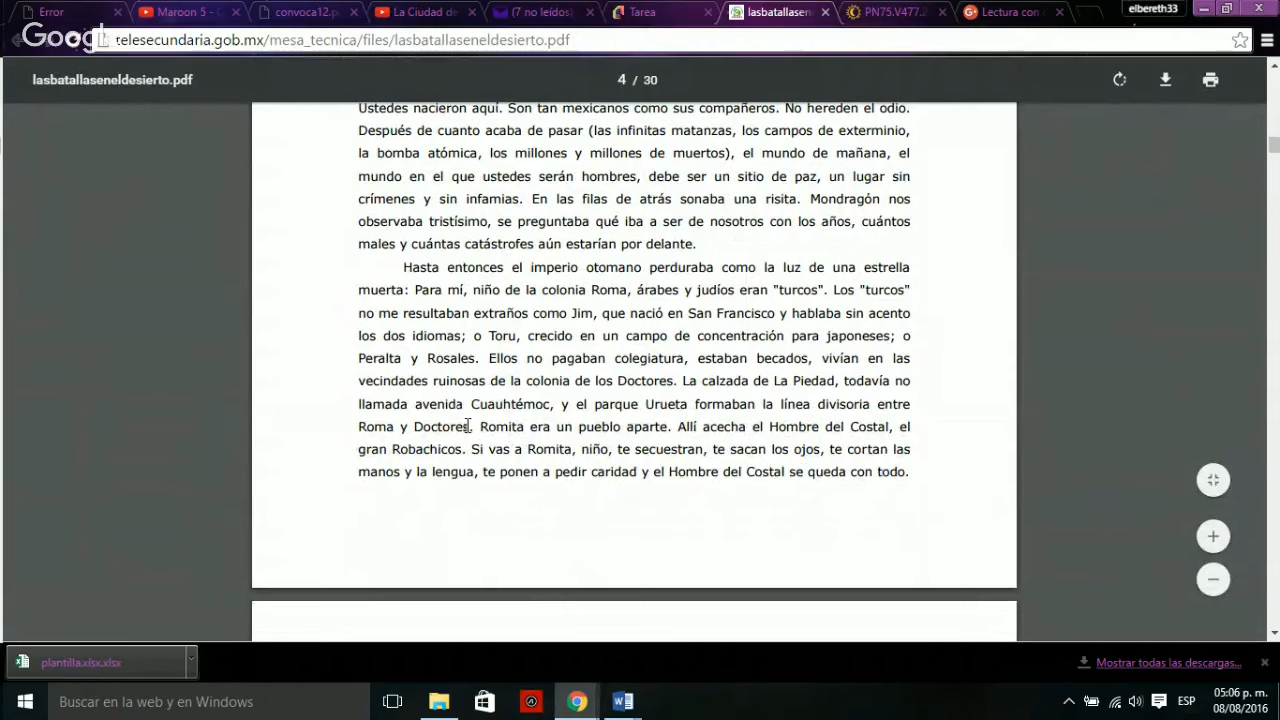 Error
Maroon 5 -
convoca12.p
La Ciudad de
(7 no leídos)
Tarea
lasbatallasen
PN75.V477.2
Lectura con
elbereth33
Google
telesecundaria.gob.mx/mesa_tecnica/files/lasbatallaseneldesierto.pdf
lasbatallaseneldesierto.pdf
4 / 30
Ustedes nacieron aquí. Son tan mexicanos como sus compañeros. No hereden el odio.
Después de cuanto acaba de pasar (las infinitas matanzas, los campos de exterminio,
la bomba atómica, los millones y millones de muertos), el mundo de mañana, el
mundo en el que ustedes serán hombres, debe ser un sitio de paz, un lugar sin
crímenes y sin infamias. En las filas de atrás sonaba una risita. Mondragón nos
observaba tristísimo, se preguntaba qué iba a ser de nosotros con los años, cuántos
males y cuántas catástrofes aún estarían por delante.
Hasta entonces el imperio otomano perduraba como la luz de una estrella
muerta: Para mí, niño de la colonia Roma, árabes y judíos eran "turcos". Los "turcos"
no me resultaban extraños como Jim, que nació en San Francisco y hablaba sin acento
los dos idiomas; o Toru, crecido en un campo de concentración para japoneses; o
Peralta y Rosales. Ellos no pagaban colegiatura, estaban becados, vivían en las
vecindades ruinosas de la colonia de los Doctores. La calzada de La Piedad, todavía no
llamada avenida Cuauhtémoc, y el parque Urueta formaban la línea divisoria entre
Roma y Doctores. Romita era un pueblo aparte. Allí acecha el Hombre del Costal, el
gran Robachicos. Si vas a Romita, niño, te secuestran, te sacan los ojos, te cortan las
manos y la lengua, te ponen a pedir caridad y el Hombre del Costal se queda con todo.
plantilla.xlsx.xlsx
Mostrar todas las descargas...
Buscar en la web y en Windows
ESP
05:06 p. m.
08/08/2016